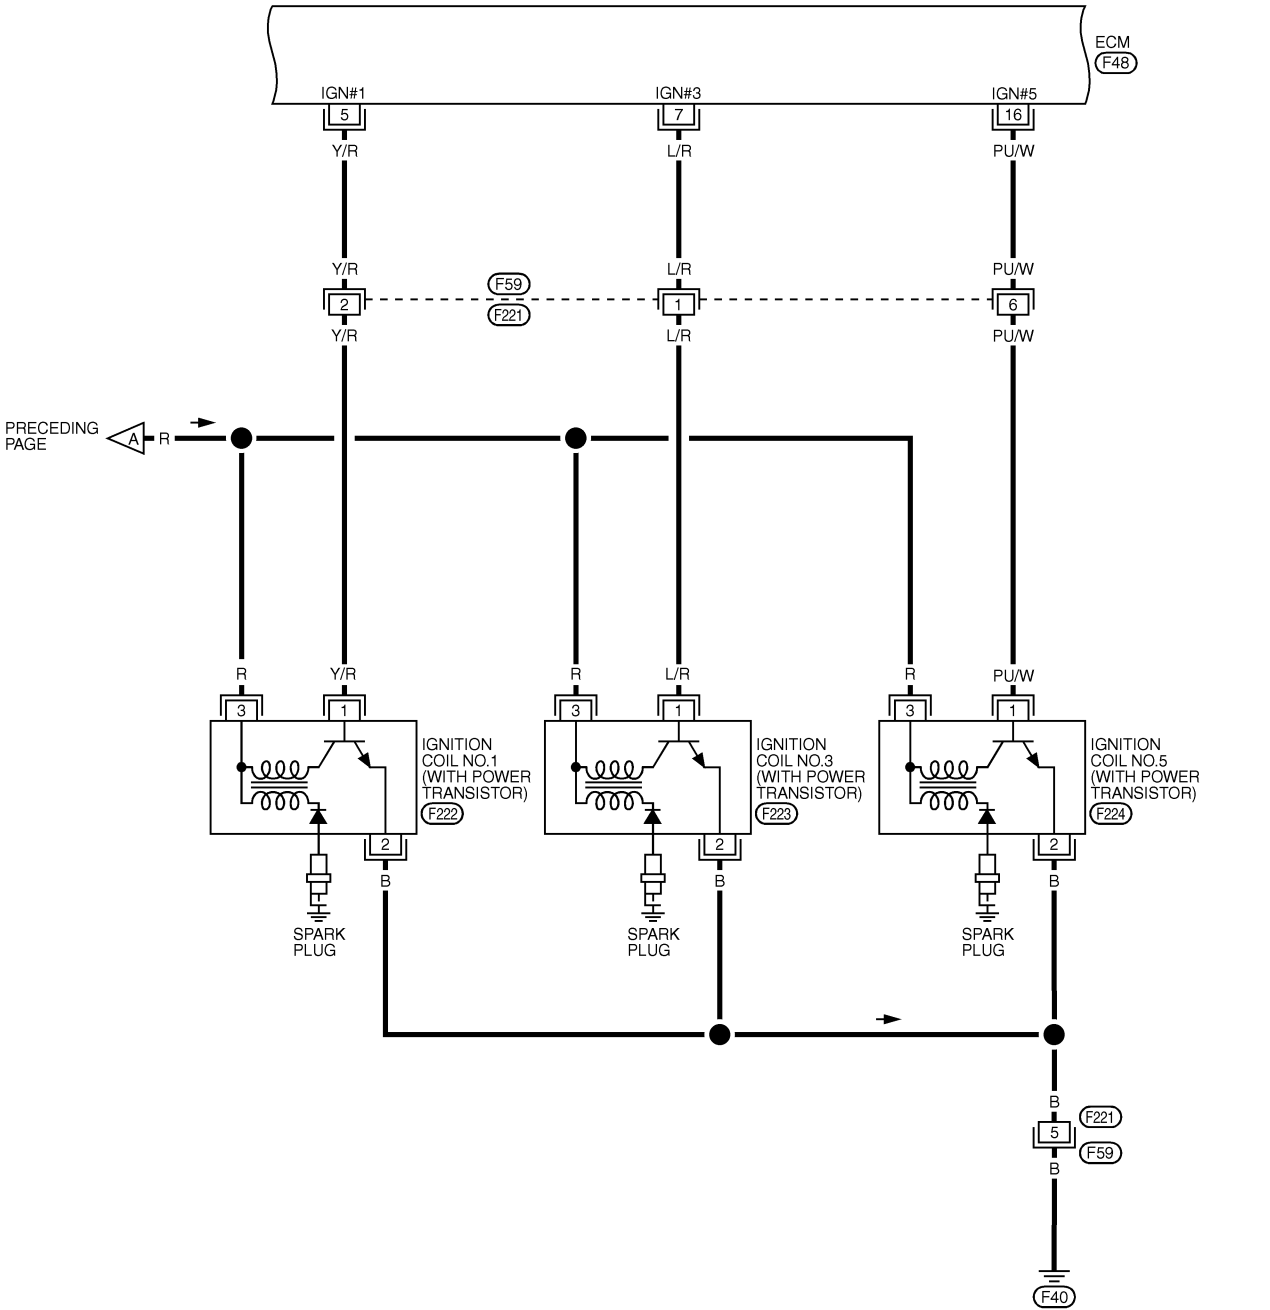 ECM
F48
IGN#1 IGN#3 IGN#5
5 7 16
Y/R L/R PU/W
Y/R L/R PU/W
F59
2 1 6
F221
Y/R L/R PU/W
PRECEDING
PAGE
A R
R Y/R R L/R R PU/W
3 1 3 1 3 1
IGNITION
COIL NO.1
(WITH POWER
TRANSISTOR)
F222
IGNITION
COIL NO.3
(WITH POWER
TRANSISTOR)
F223
IGNITION
COIL NO.5
(WITH POWER
TRANSISTOR)
F224
2 2 2
B B B
SPARK
PLUG
SPARK
PLUG
SPARK
PLUG
B
F221
5
F59
B
F40